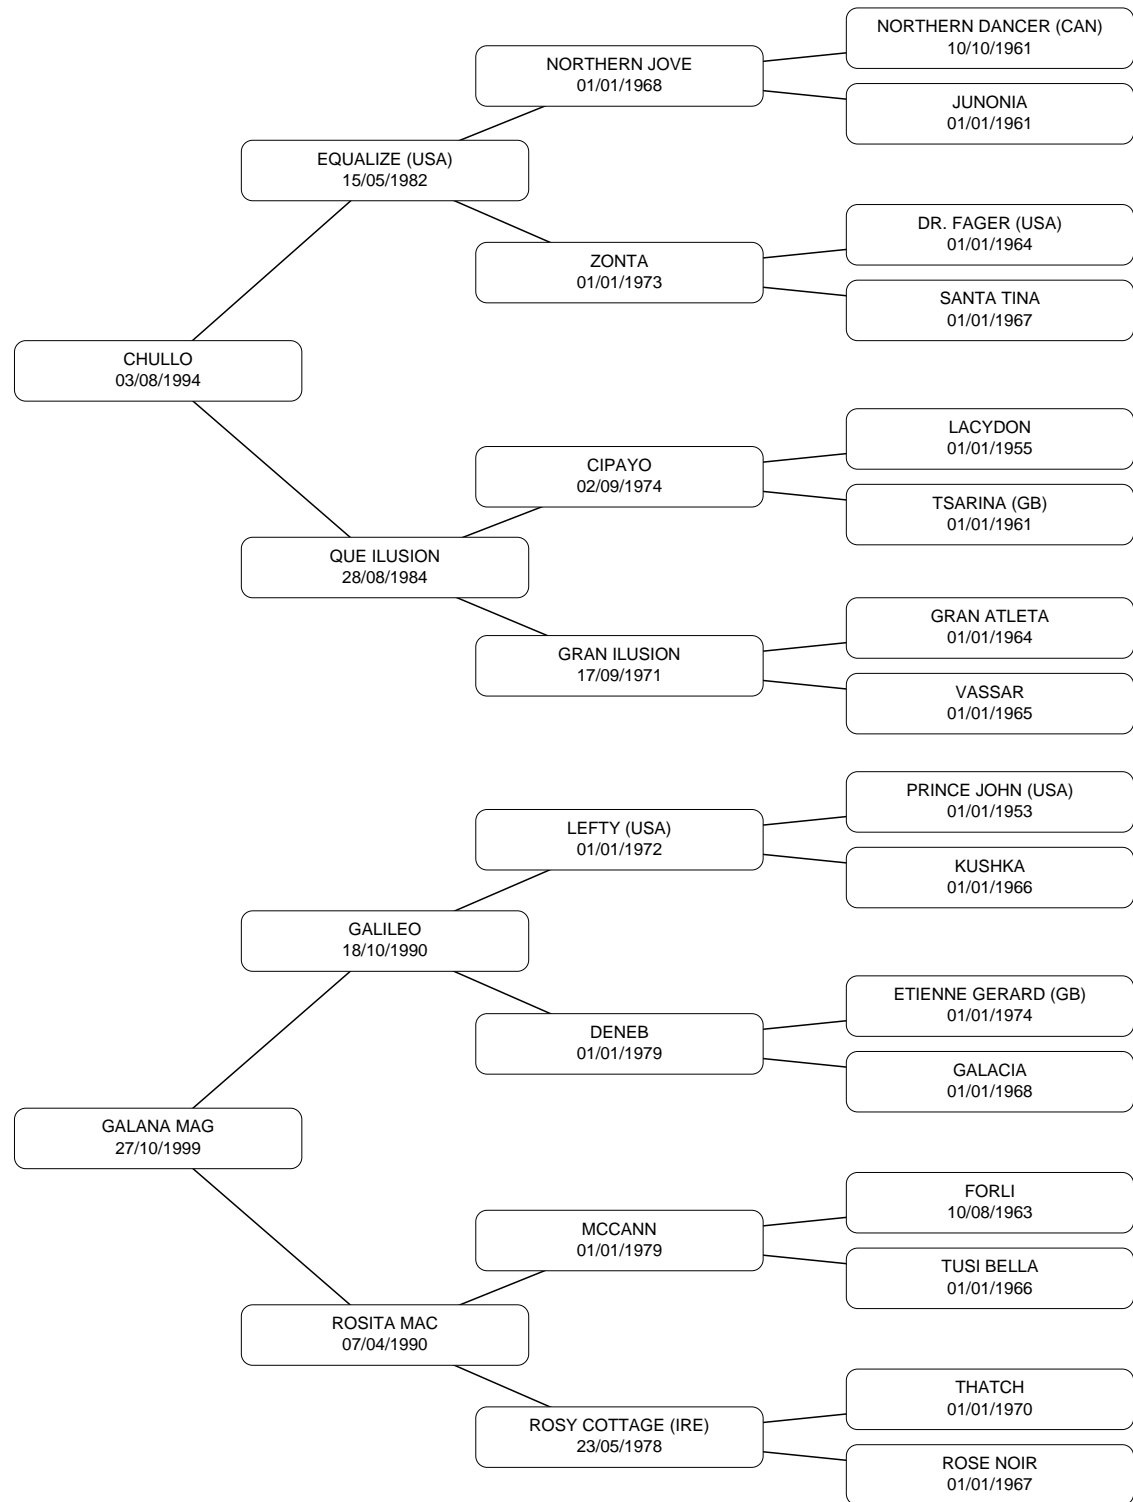 NORTHERN DANCER (CAN)
10/10/1961
NORTHERN JOVE
01/01/1968
JUNONIA
01/01/1961
EQUALIZE (USA)
15/05/1982
DR. FAGER (USA)
01/01/1964
ZONTA
01/01/1973
SANTA TINA
01/01/1967
CHULLO
03/08/1994
LACYDON
01/01/1955
CIPAYO
02/09/1974
TSARINA (GB)
01/01/1961
QUE ILUSION
28/08/1984
GRAN ATLETA
01/01/1964
GRAN ILUSION
17/09/1971
VASSAR
01/01/1965
PRINCE JOHN (USA)
01/01/1953
LEFTY (USA)
01/01/1972
KUSHKA
01/01/1966
GALILEO
18/10/1990
ETIENNE GERARD (GB)
01/01/1974
DENEB
01/01/1979
GALACIA
01/01/1968
GALANA MAG
27/10/1999
FORLI
10/08/1963
MCCANN
01/01/1979
TUSI BELLA
01/01/1966
ROSITA MAC
07/04/1990
THATCH
01/01/1970
ROSY COTTAGE (IRE)
23/05/1978
ROSE NOIR
01/01/1967